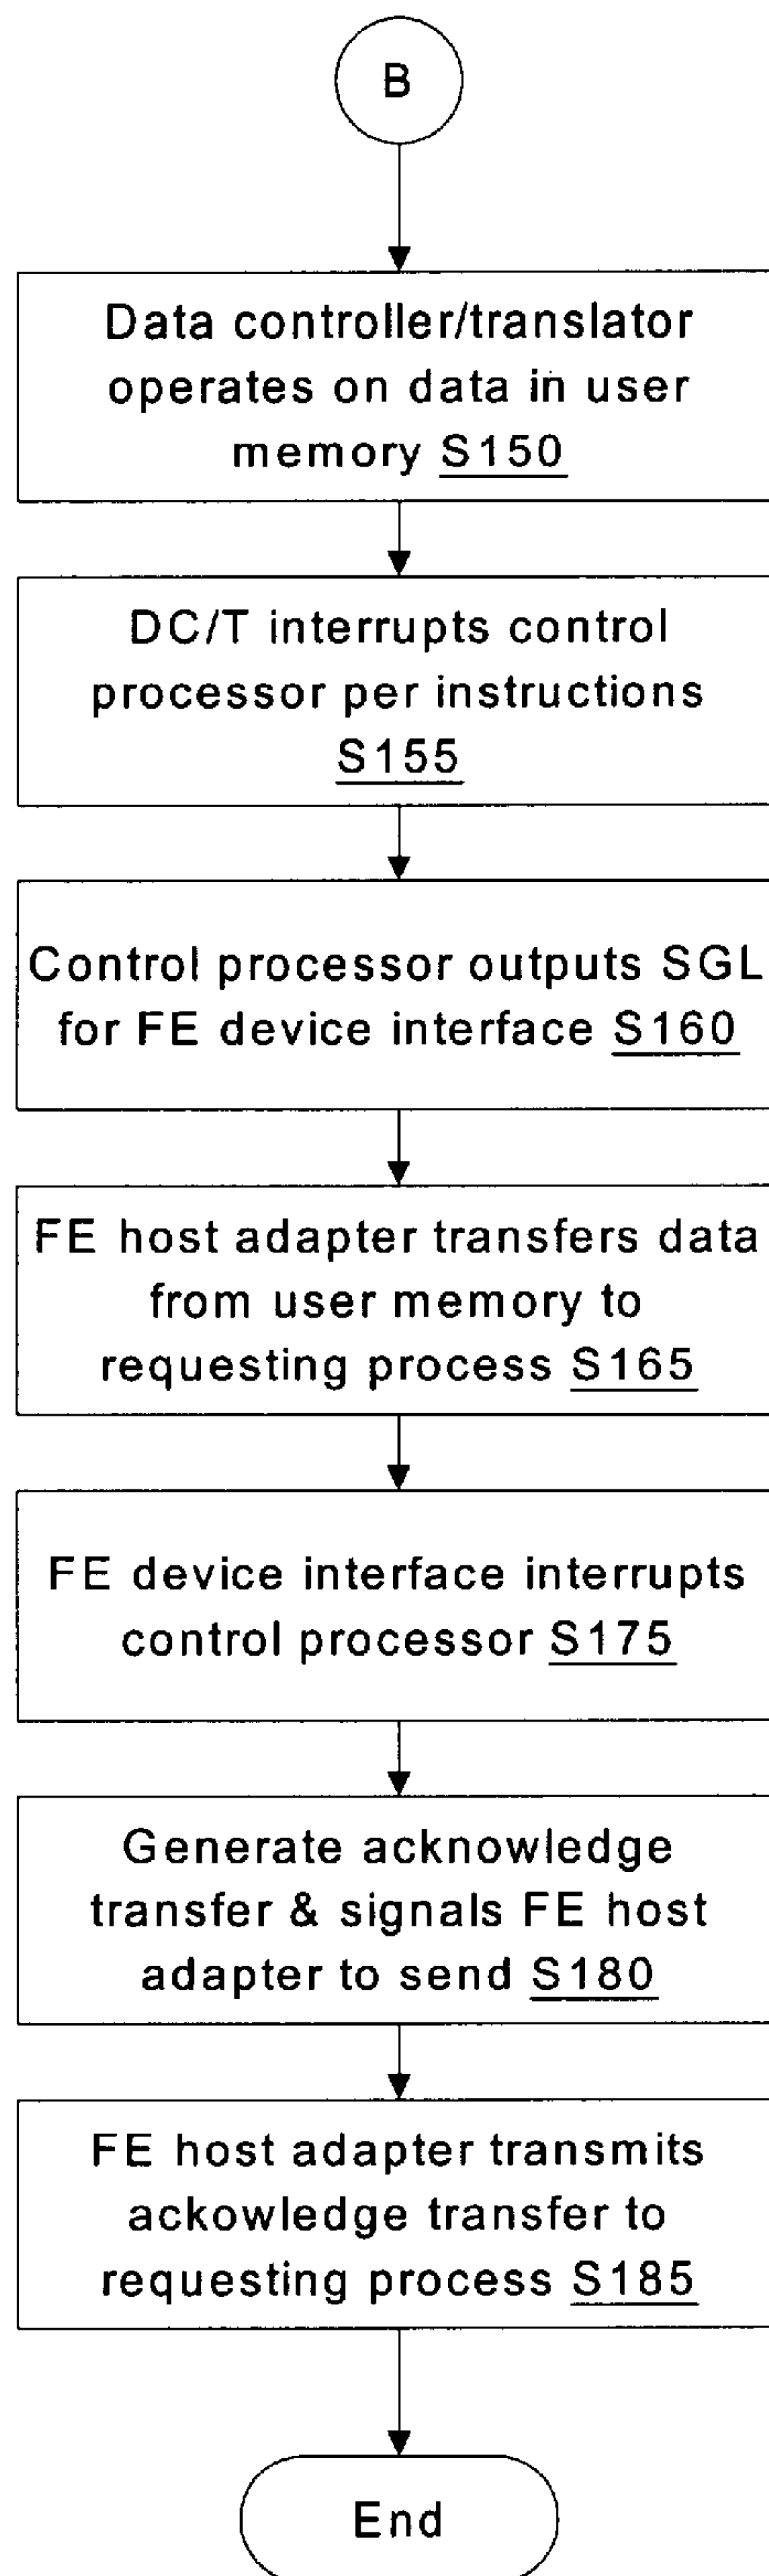 B
Data controller/translator
operates on data in user
memory S150
DC/T interrupts control
processor per instructions
S155
Control processor outputs SGL
for FE device interface S160
FE host adapter transfers data
from user memory to
requesting process S165
FE device interface interrupts
control processor S175
Generate acknowledge
transfer & signals FE host
adapter to send S180
FE host adapter transmits
ackowledge transfer to
requesting process S185
End